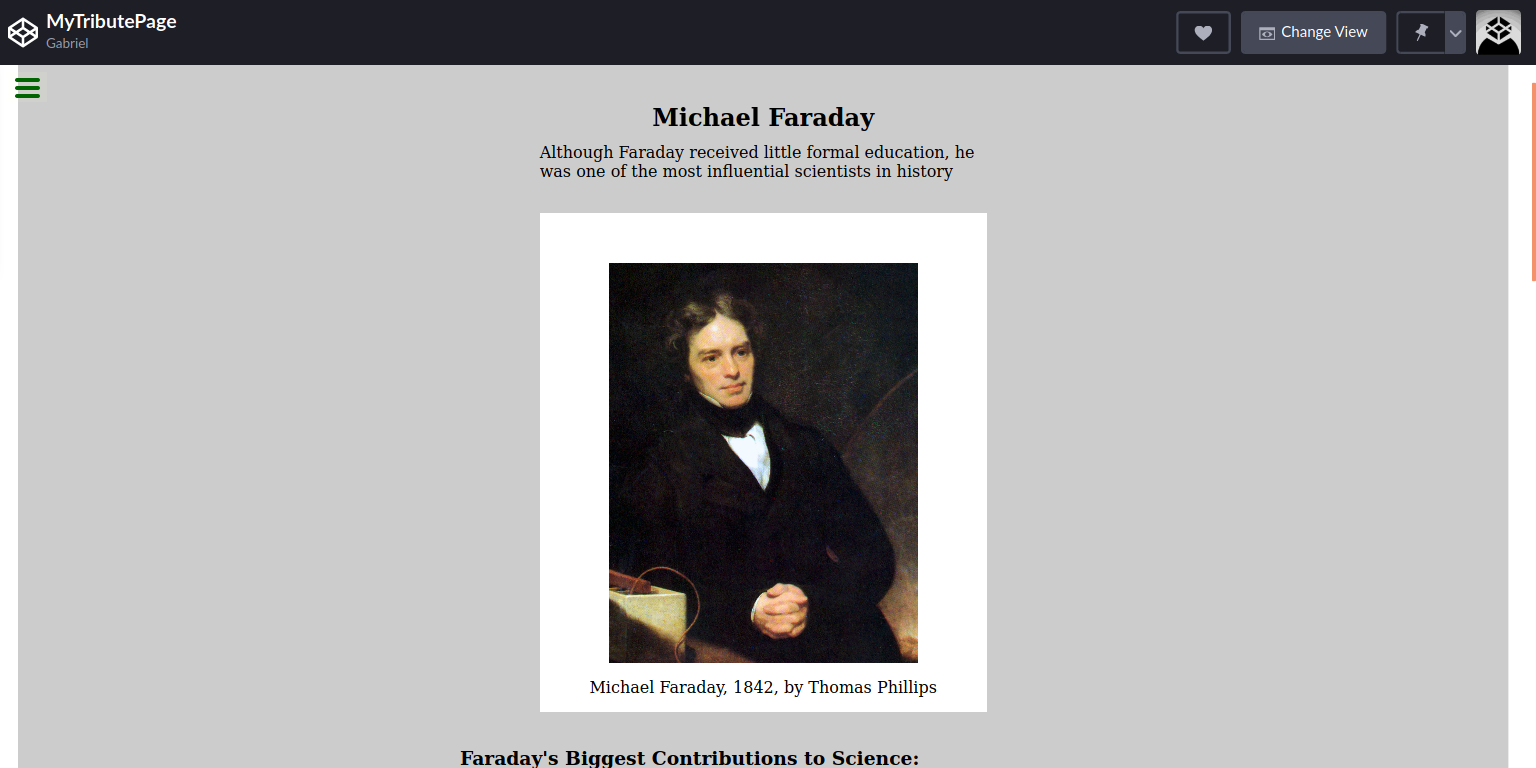 MyTributePage
Gabriel
Change View
Michael Faraday
Although Faraday received little formal education, he
was one of the most influential scientists in history
Michael Faraday, 1842, by Thomas Phillips
Faraday's Biggest Contributions to Science: